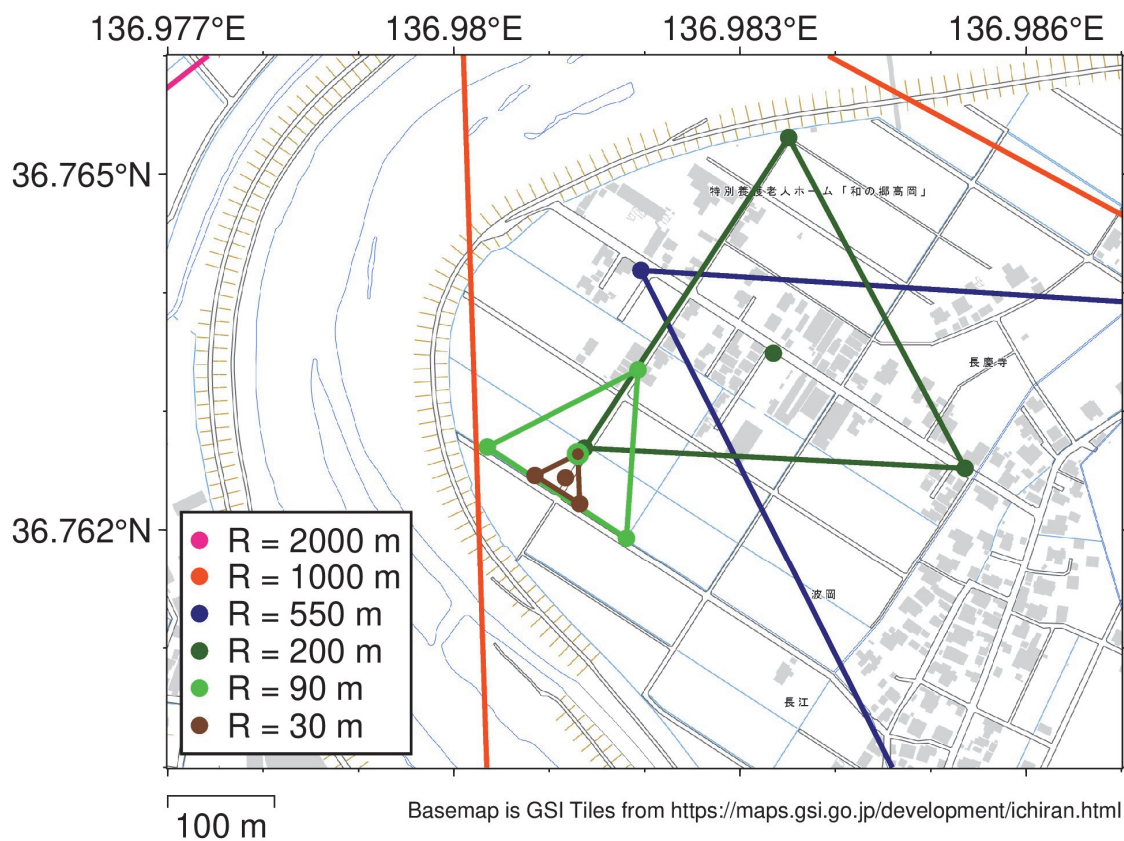 136.977°E 136.98°E 136.983°E 136.986°E
36.765°N
特別養護老人ホーム「和の郷高岡」
長慶寺
36.762°N
R = 2000 m
R = 1000 m
R = 550 m
R = 200 m
R = 90 m
R = 30 m
波岡
長江
100 m
Basemap is GSI Tiles from https://maps.gsi.go.jp/development/ichiran.html